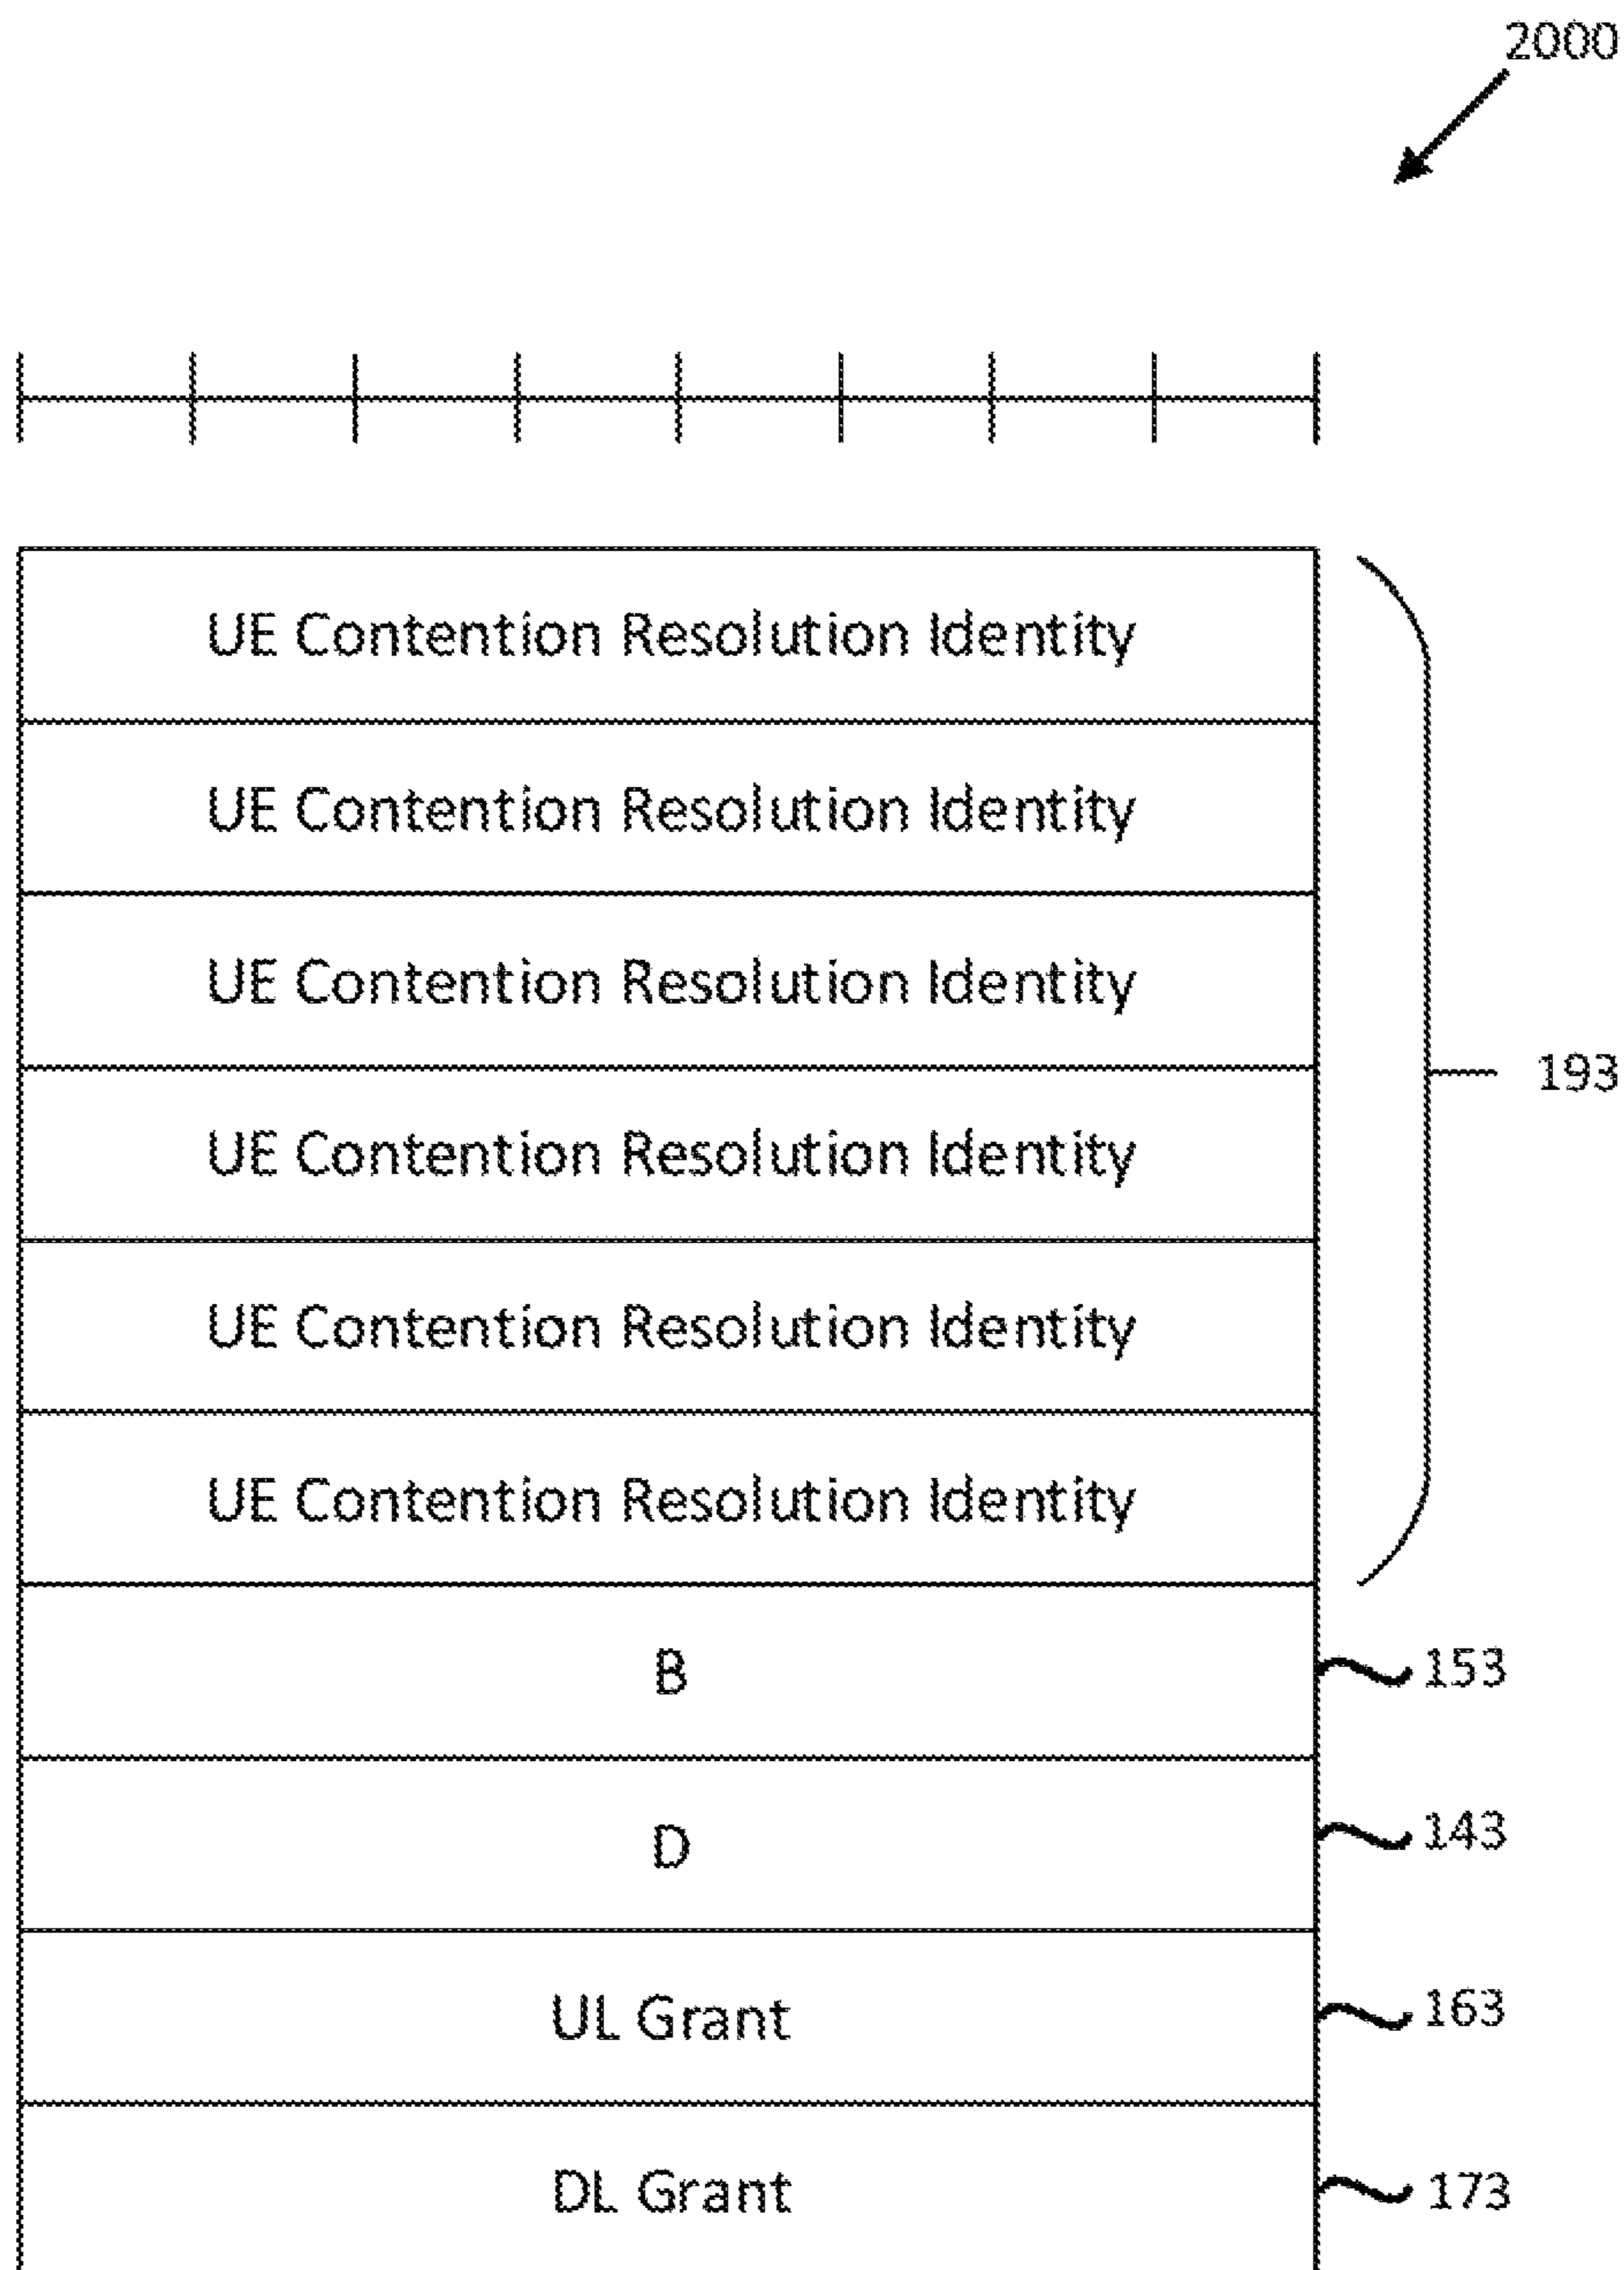 2000
UE Contention Resolution Identity
UE Contention Resolution Identity
UE Contention Resolution Identity
UE Contention Resolution Identity
193
UE Contention Resolution Identity
UE Contention Resolution Identity
B
153
D
143
UL Grant
163
DL Grant
173